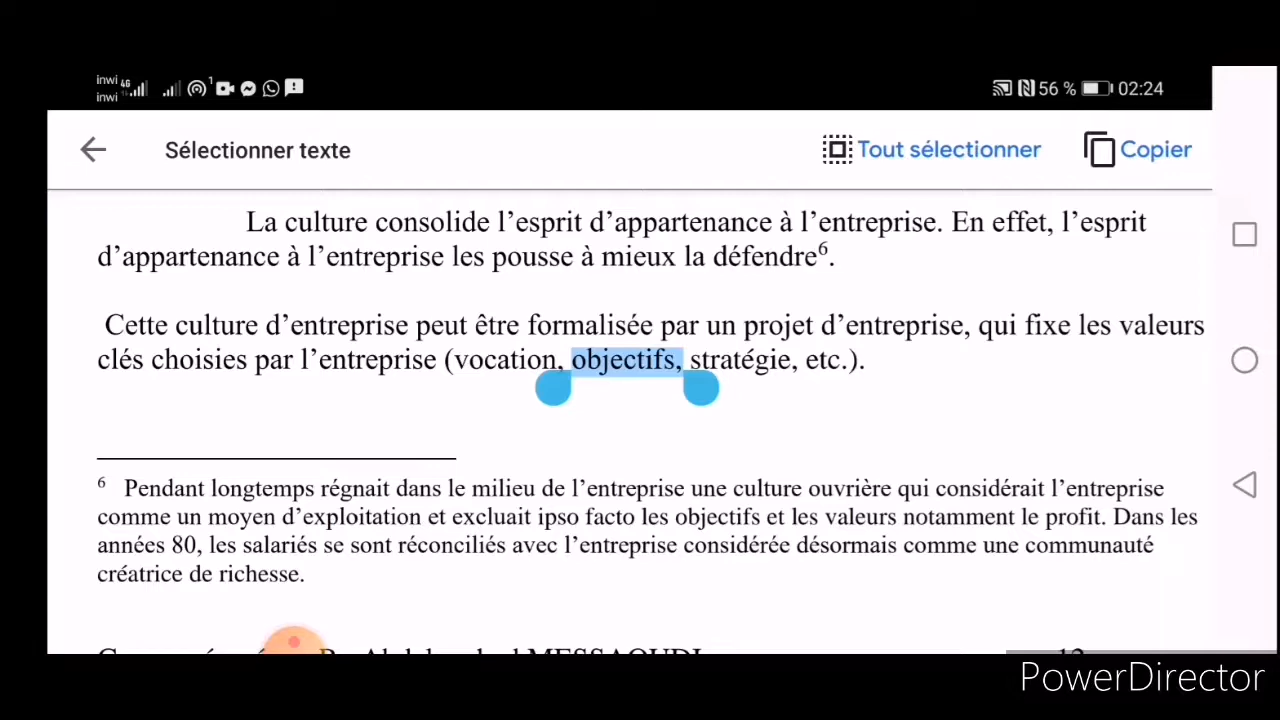 inwi 4G
inwi
1
56 % 02:24
Sélectionner texte
Tout sélectionner
Copier
La culture consolide l’esprit d’appartenance à l’entreprise. En effet, l’esprit
d’appartenance à l’entreprise les pousse à mieux la défendre⁶.
Cette culture d’entreprise peut être formalisée par un projet d’entreprise, qui fixe les valeurs
clés choisies par l’entreprise (vocation, objectifs, stratégie, etc.).
⁶ Pendant longtemps régnait dans le milieu de l’entreprise une culture ouvrière qui considérait l’entreprise
comme un moyen d’exploitation et excluait ipso facto les objectifs et les valeurs notamment le profit. Dans les
années 80, les salariés se sont réconciliés avec l’entreprise considérée désormais comme une communauté
créatrice de richesse.
MESSAOUDI 12
PowerDirector